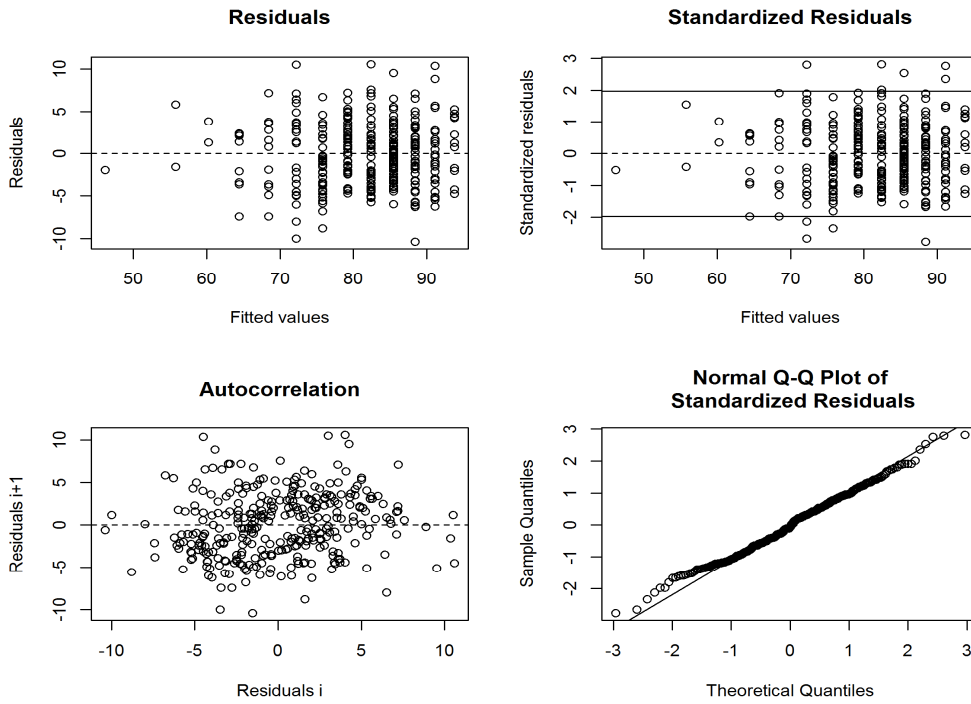 Residuals
Residuals
10
5
0
-5
-10
50 60 70 80 90
Fitted values
Standardized Residuals
Standardized residuals
3
2
1
0
-1
-2
50 60 70 80 90
Fitted values
Autocorrelation
Residuals i+1
10
5
0
-5
-10
-10 -5 0 5 10
Residuals i
Normal Q-Q Plot of
Standardized Residuals
Sample Quantiles
3
2
1
0
-1
-2
-3 -2 -1 0 1 2 3
Theoretical Quantiles